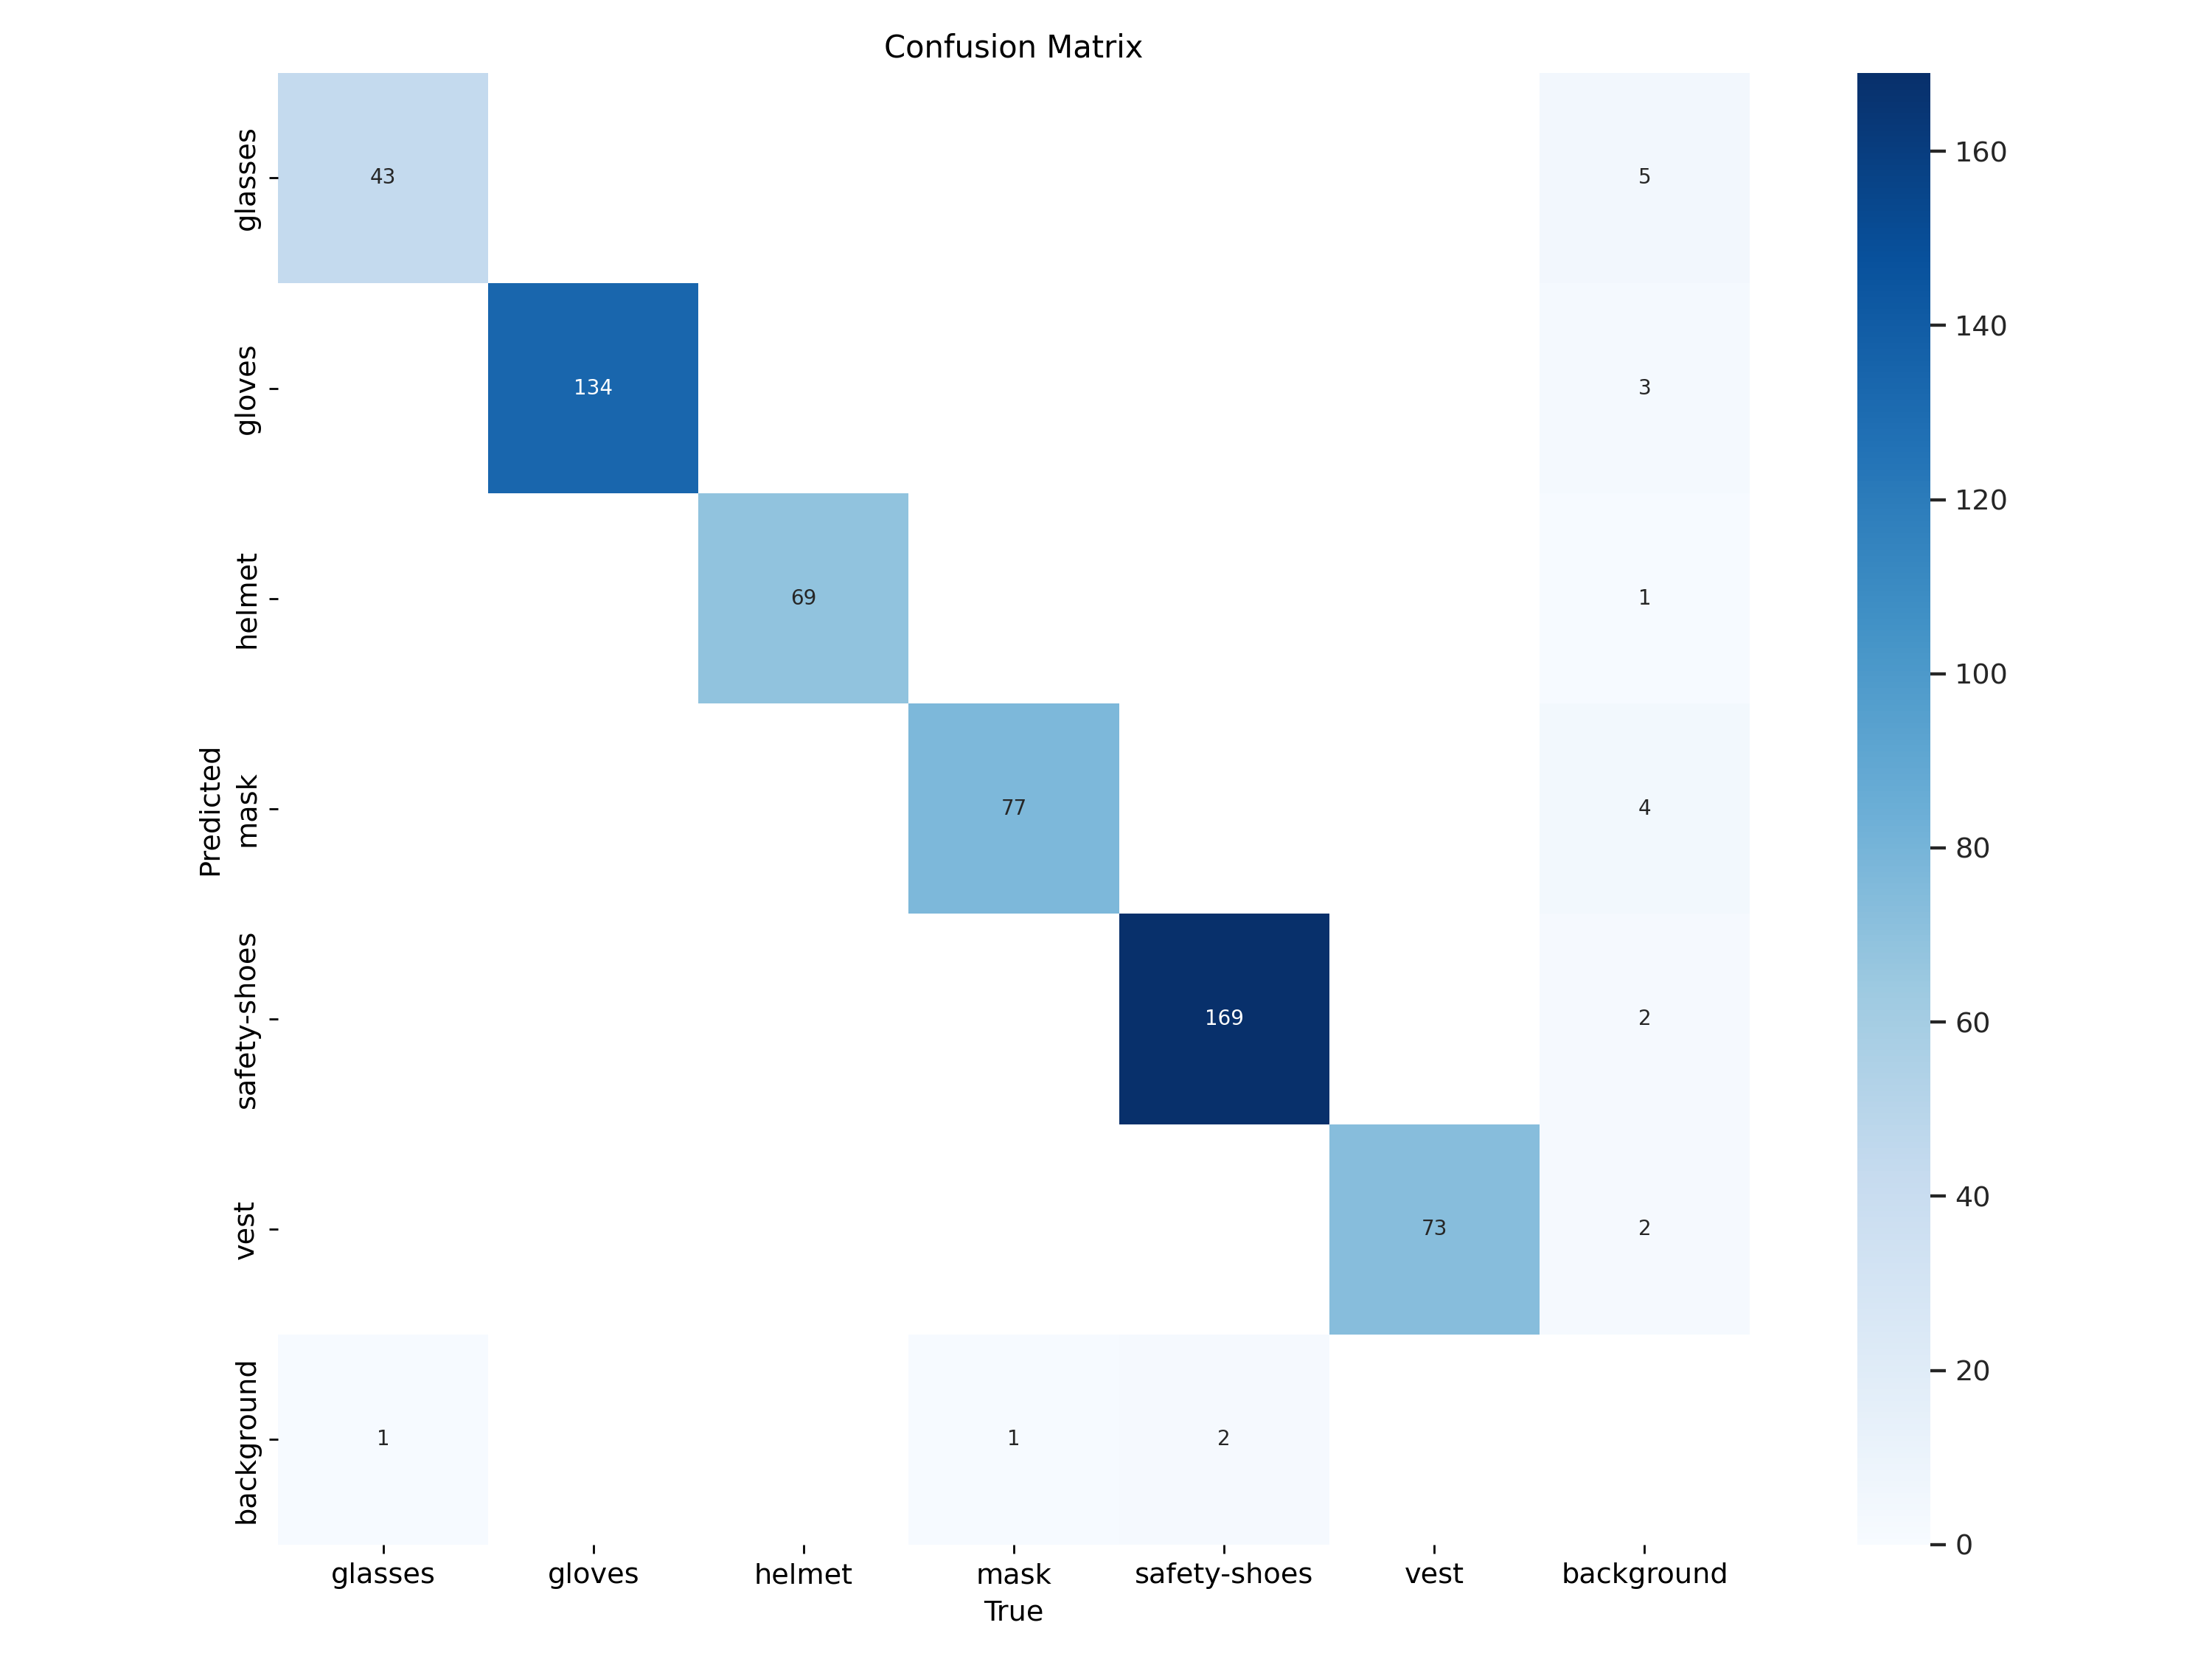 Confusion Matrix
glasses
43
5
gloves
134
3
helmet
69
1
Predicted
mask
77
4
safety-shoes
169
2
vest
73
2
background
1
1
2
glasses
gloves
helmet
mask
safety-shoes
vest
background
True
160
140
120
100
80
60
40
20
0